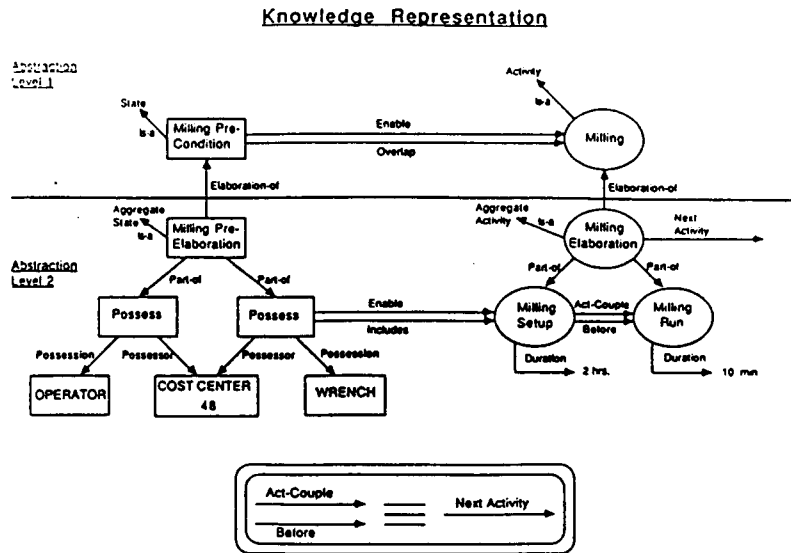 Knowledge Representation
Abstraction
Level 1
State
Is-a
Milling Pre-
Condition
Enable
Overlap
Activity
Is-a
Milling
Elaboration-of
Elaboration-of
Aggregate
State
Is-a
Milling Pre-
Elaboration
Aggregate
Activity
Is-a
Milling
Elaboration
Next
Activity
Abstraction
Level 2
Part-of
Part-of
Part-of
Part-of
Possess
Possess
Enable
Includes
Milling
Setup
Act-Couple
Before
Milling
Run
Possession
Possessor
Possessor
Possession
Duration
2 hrs.
Duration
10 min
OPERATOR
COST CENTER
48
WRENCH
Act-Couple
Before
Next Activity